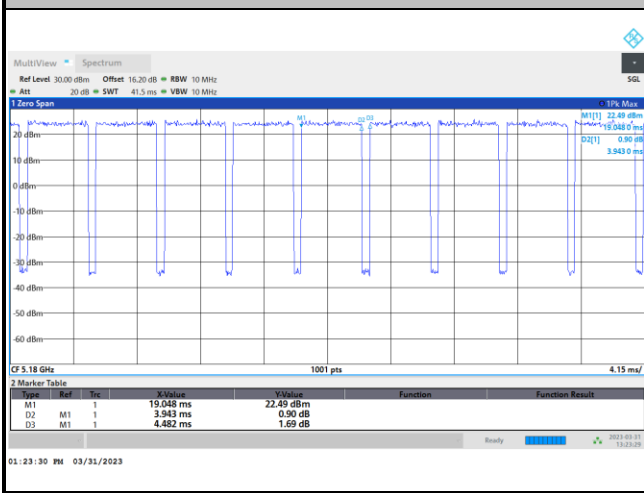 MultiView Spectrum
Ref Level 30.00 dBm Offset 16.20 dB RBW 10 MHz SGL
Att 20 dB SWT 41.5 ms VBW 10 MHz
1 Zero Span 1Pk Max
M1[1] 22.49 dBm
19.048 0 ms
D2[1] 0.90 dB
3.943 0 ms
M1 D2
20 dBm
10 dBm
0 dBm
-10 dBm
-20 dBm
-30 dBm
-40 dBm
-50 dBm
-60 dBm
CF 5.18 GHz 1001 pts 4.15 ms/
2 Marker Table
Type Ref Trc X-Value Y-Value Function Function Result
M1 1 19.048 ms 22.49 dBm
D2 M1 1 3.943 ms 0.90 dB
D3 M1 1 4.482 ms 1.69 dB
Ready 2023-03-31
13:23:29
01:23:30 PM 03/31/2023